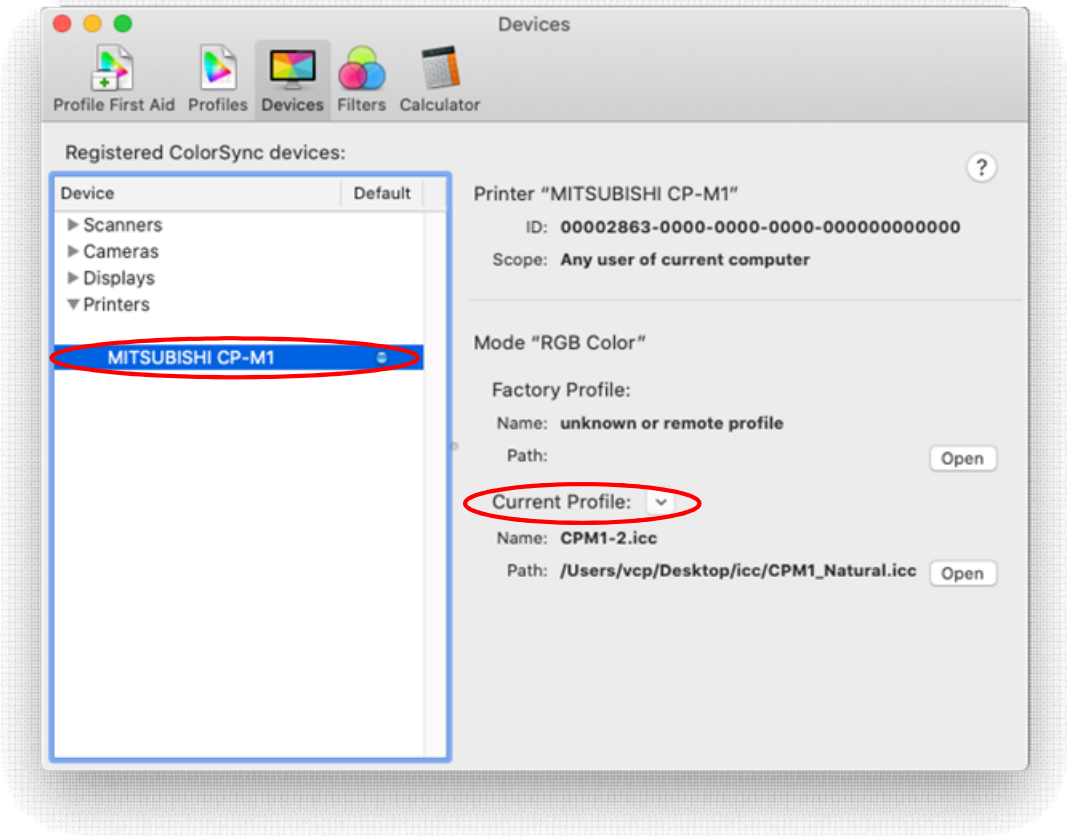 Devices
Profile First Aid Profiles Devices Filters Calculator
Registered ColorSync devices:
?
Device Default
Scanners
Cameras
Displays
Printers
MITSUBISHI CP-M1
Printer “MITSUBISHI CP-M1”
ID: 00002863-0000-0000-0000-000000000000
Scope: Any user of current computer
Mode “RGB Color”
Factory Profile:
Name: unknown or remote profile
Path:
Open
Current Profile:
Name: CPM1-2.icc
Path: /Users/vcp/Desktop/icc/CPM1_Natural.icc Open